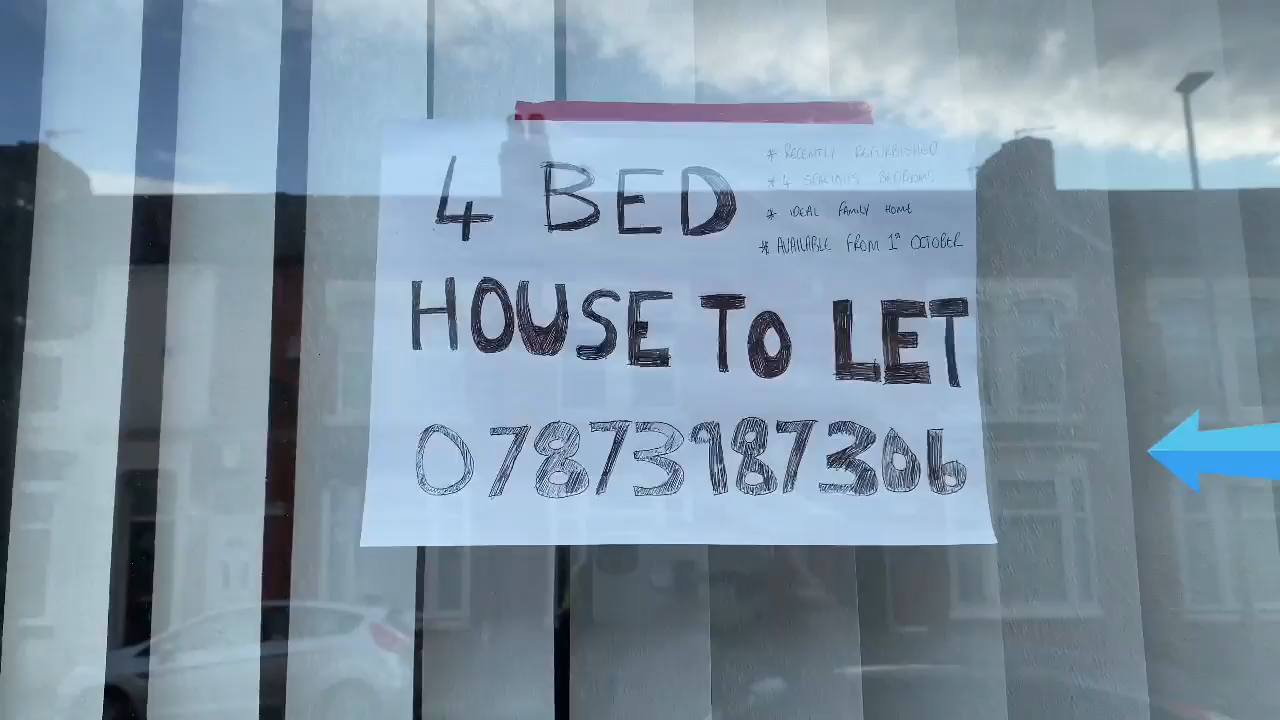 4 BED
HOUSE TO LET
07873187306
* RECENTLY REFURBISHED
* 4 SPACIOUS BEDROOMS
* IDEAL FAMILY HOME
* AVAILABLE FROM 1st OCTOBER